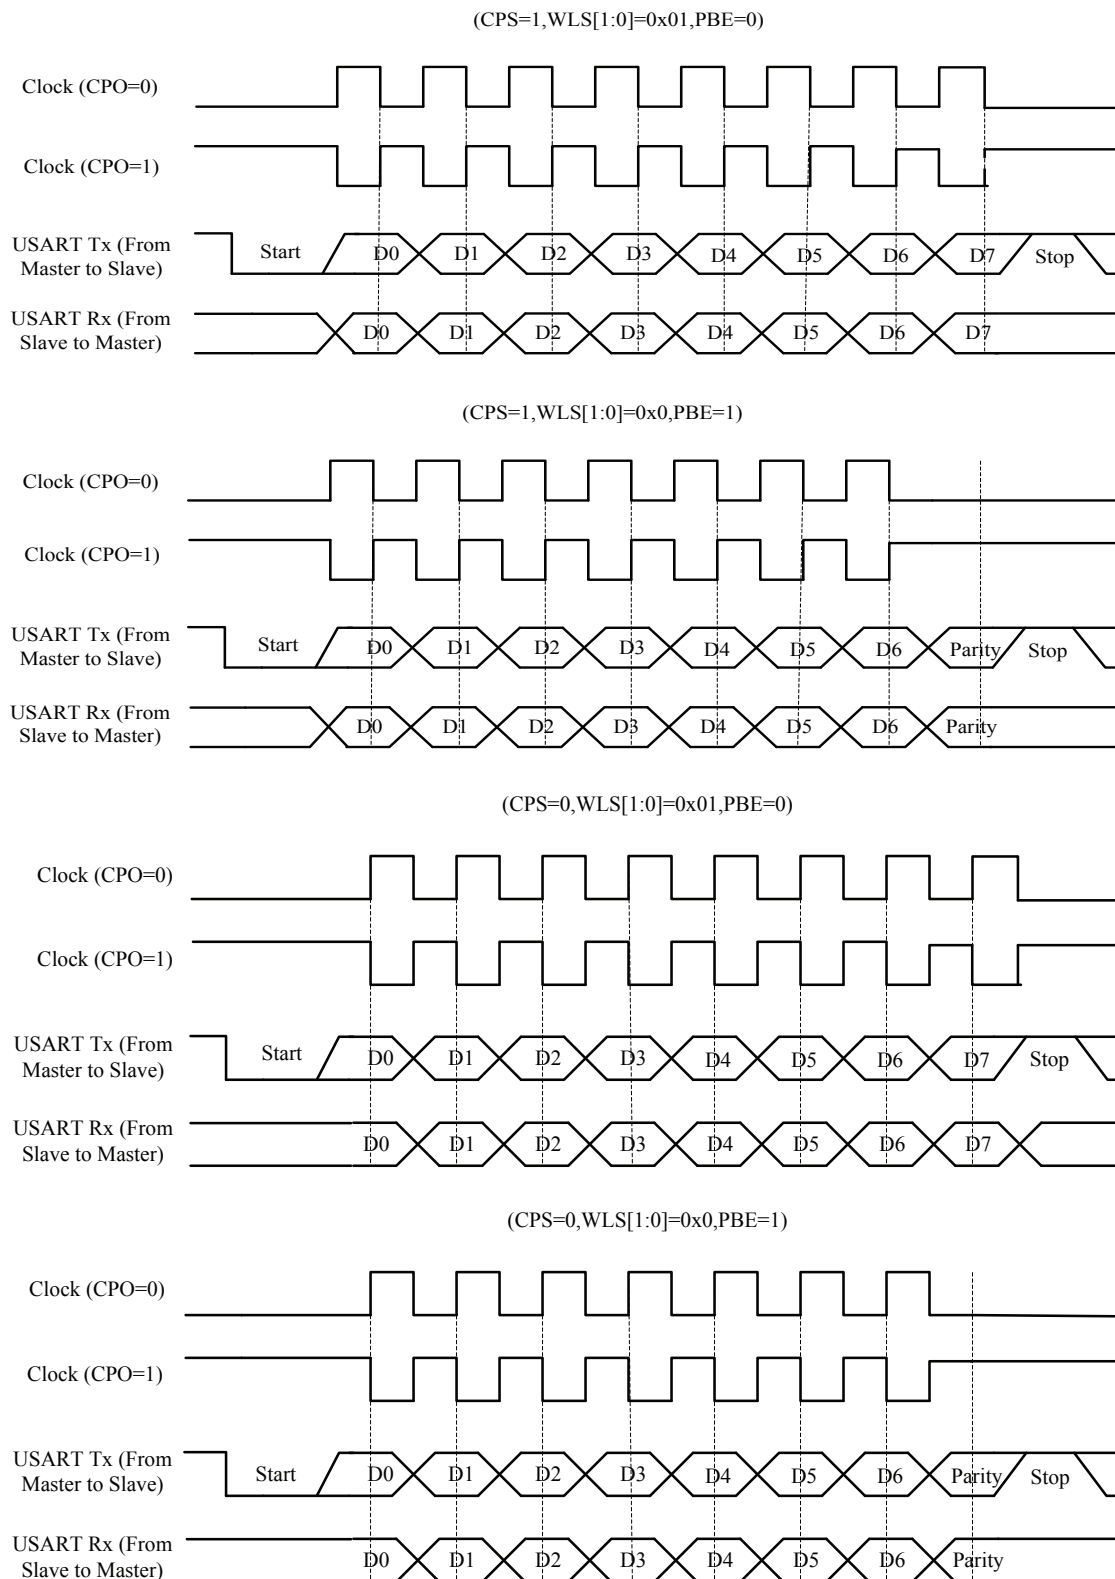 (CPS=1,WLS[1:0]=0x01,PBE=0)
Clock (CPO=0)
Clock (CPO=1)
USART Tx (From
Master to Slave)
Start D0 D1 D2 D3 D4 D5 D6 D7 Stop
USART Rx (From
Slave to Master)
D0 D1 D2 D3 D4 D5 D6 D7
(CPS=1,WLS[1:0]=0x0,PBE=1)
Clock (CPO=0)
Clock (CPO=1)
USART Tx (From
Master to Slave)
Start D0 D1 D2 D3 D4 D5 D6 Parity Stop
USART Rx (From
Slave to Master)
D0 D1 D2 D3 D4 D5 D6 Parity
(CPS=0,WLS[1:0]=0x01,PBE=0)
Clock (CPO=0)
Clock (CPO=1)
USART Tx (From
Master to Slave)
Start D0 D1 D2 D3 D4 D5 D6 D7 Stop
USART Rx (From
Slave to Master)
D0 D1 D2 D3 D4 D5 D6 D7
(CPS=0,WLS[1:0]=0x0,PBE=1)
Clock (CPO=0)
Clock (CPO=1)
USART Tx (From
Master to Slave)
Start D0 D1 D2 D3 D4 D5 D6 Parity Stop
USART Rx (From
Slave to Master)
D0 D1 D2 D3 D4 D5 D6 Parity